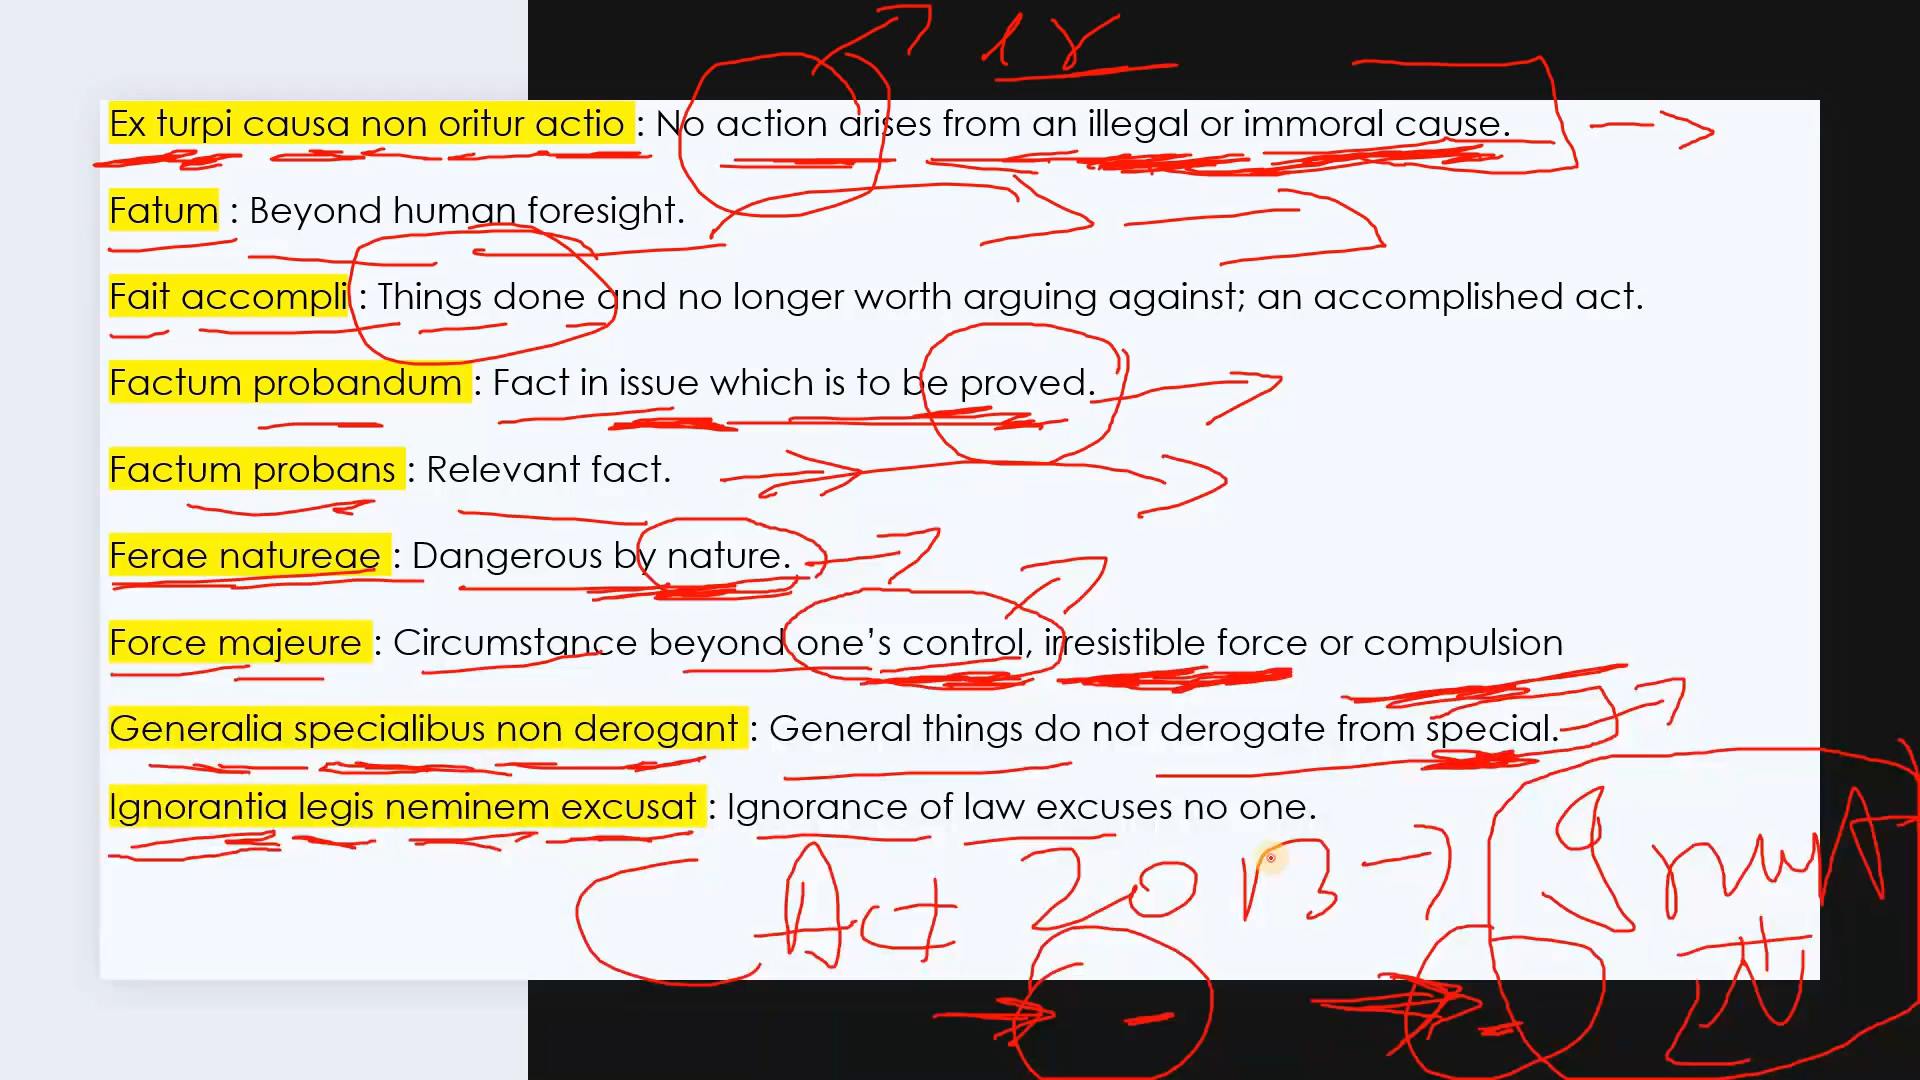 Ex turpi causa non oritur actio : No action arises from an illegal or immoral cause.
Fatum : Beyond human foresight.
Fait accompli : Things done and no longer worth arguing against; an accomplished act.
Factum probandum : Fact in issue which is to be proved.
Factum probans : Relevant fact.
Ferae natureae : Dangerous by nature.
Force majeure : Circumstance beyond one’s control, irresistible force or compulsion
Generalia specialibus non derogant : General things do not derogate from special.
Ignorantia legis neminem excusat : Ignorance of law excuses no one.
Act 2013